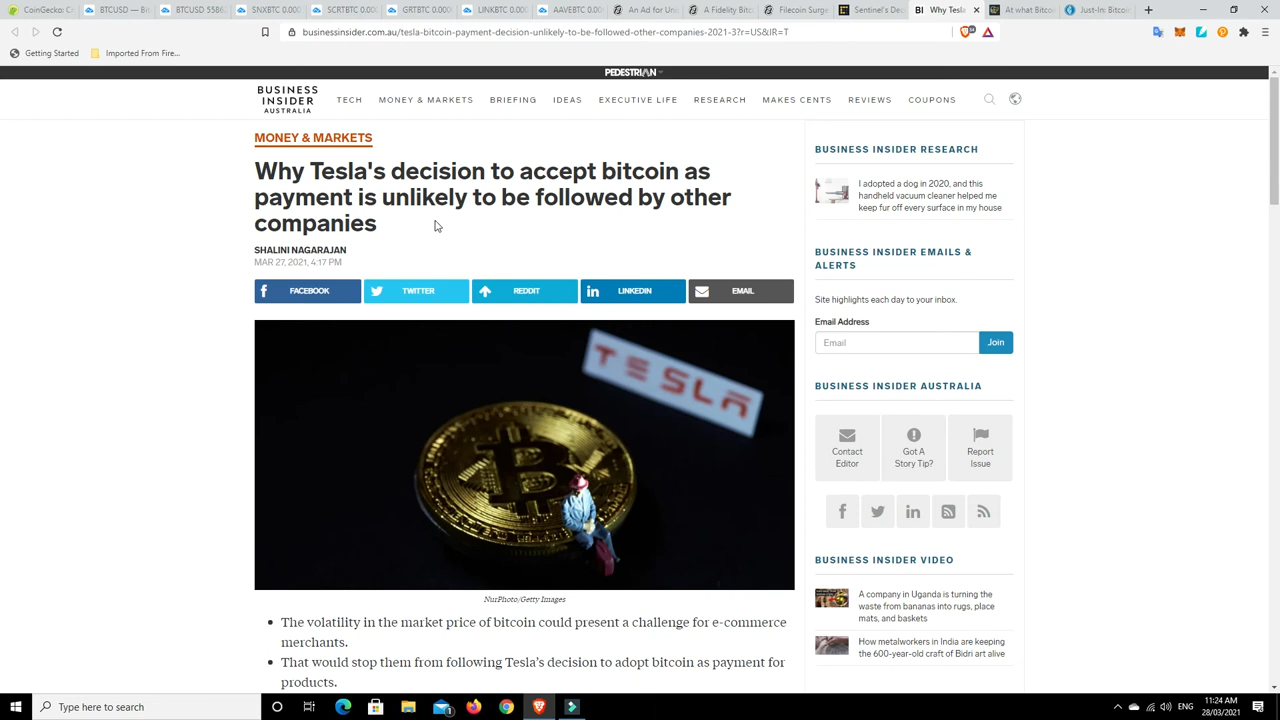 CoinGecko: C
BTCUSD — Bi
BTCUSD 5586
SNXBTC 0.000
SCRTBTC 0.00
GRTBTC 0.000
LINKBTC 0.00
AAVEBTC 0.00
An Ad for Un
A Fidelity Bit
Filecoin Surge
Sentinel's Dec
Why Tesla
At what Bitco
Just-In: Bitco
businessinsider.com.au/tesla-bitcoin-payment-decision-unlikely-to-be-followed-other-companies-2021-3?r=US&IR=T
Getting Started
Imported From Fire...
PEDESTRIAN
BUSINESS
INSIDER
AUSTRALIA
TECH
MONEY & MARKETS
BRIEFING
IDEAS
EXECUTIVE LIFE
RESEARCH
MAKES CENTS
REVIEWS
COUPONS
MONEY & MARKETS
Why Tesla's decision to accept bitcoin as
payment is unlikely to be followed by other
companies
SHALINI NAGARAJAN
MAR 27, 2021, 4:17 PM
FACEBOOK
TWITTER
REDDIT
LINKEDIN
EMAIL
TESLA
NurPhoto/Getty Images
• The volatility in the market price of bitcoin could present a challenge for e-commerce
merchants.
• That would stop them from following Tesla's decision to adopt bitcoin as payment for
products.
BUSINESS INSIDER RESEARCH
I adopted a dog in 2020, and this
handheld vacuum cleaner helped me
keep fur off every surface in my house
BUSINESS INSIDER EMAILS &
ALERTS
Site highlights each day to your inbox.
Email Address
Email
Join
BUSINESS INSIDER AUSTRALIA
Contact
Editor
Got A
Story Tip?
Report
Issue
BUSINESS INSIDER VIDEO
A company in Uganda is turning the
waste from bananas into rugs, place
mats, and baskets
How metalworkers in India are keeping
the 600-year-old craft of Bidri art alive
Type here to search
ENG
11:24 AM
28/03/2021